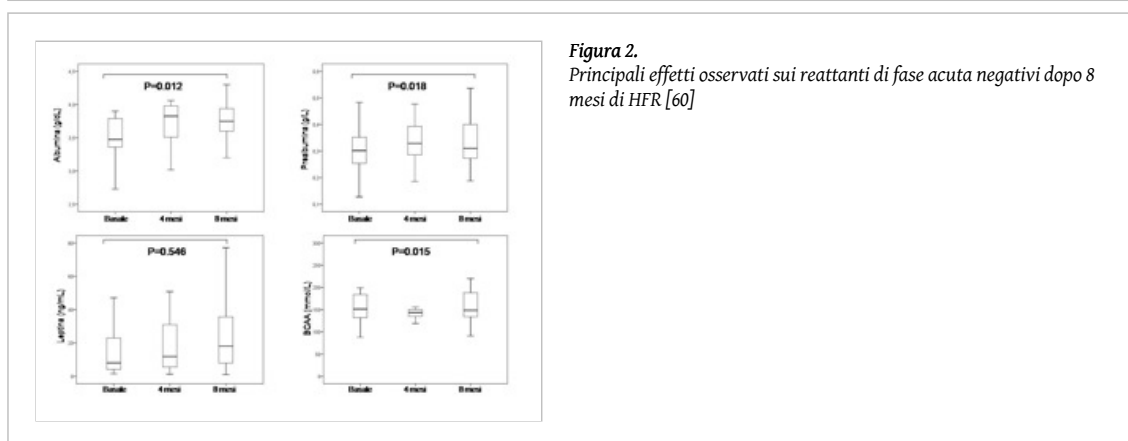 Figura 2.
Principali effetti osservati sui reattanti di fase acuta negativi dopo 8
mesi di HFR [60]
P=0.012
Albumina (g/dL)
Basale 4 mesi 8 mesi
P=0.018
Prealbumina (g/L)
Basale 4 mesi 8 mesi
P=0.546
Leptina (ng/mL)
Basale 4 mesi 8 mesi
P=0.015
BCAA (mmol/L)
Basale 4 mesi 8 mesi